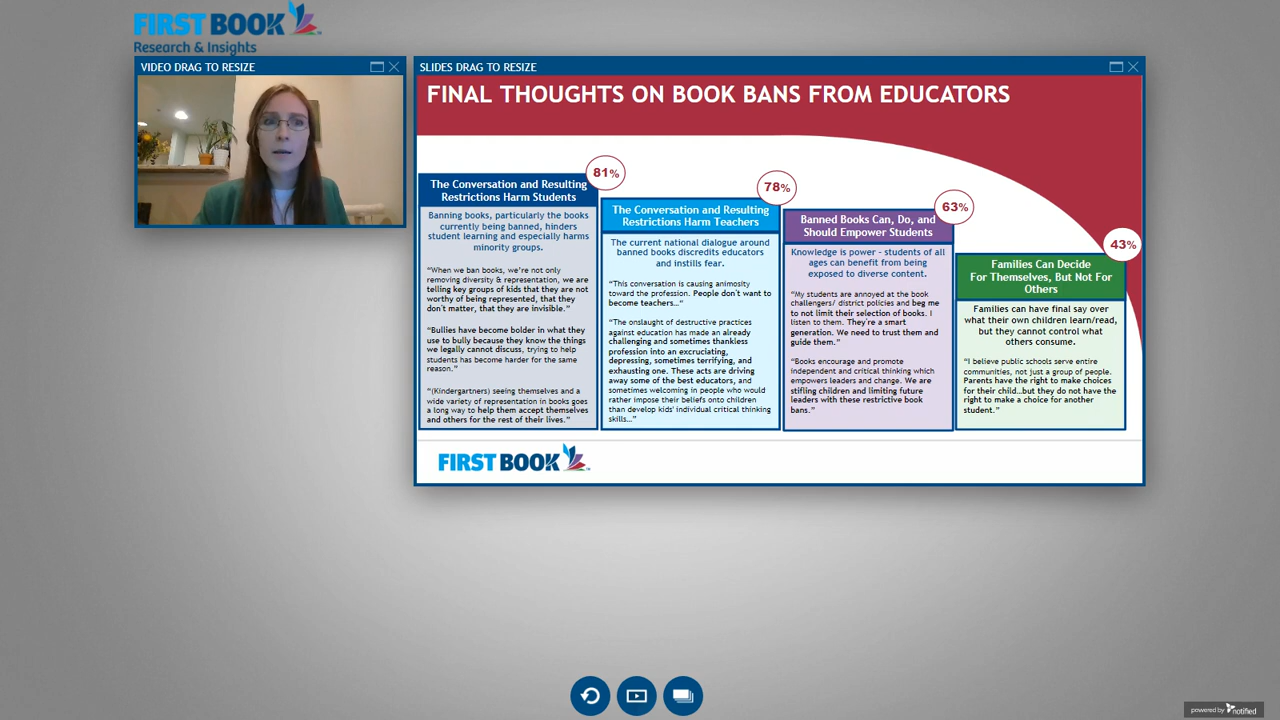 FIRST BOOK
Research & Insights
VIDEO DRAG TO RESIZE
SLIDES DRAG TO RESIZE
FINAL THOUGHTS ON BOOK BANS FROM EDUCATORS
81%
The Conversation and Resulting
Restrictions Harm Students
Banning books, particularly the books
currently being banned, hinders
student learning and especially harms
minority groups.
“When we ban books, we’re not only
removing diversity & representation, we are
telling key groups of kids that they are not
worthy of being represented, that they
don’t matter, that they are invisible.”
“Bullies have become bolder in what they
use to bully because they know the things
we legally cannot discuss, trying to help
students has become harder for the same
reason.”
“(Kindergartners) seeing themselves and a
wide variety of representation in books goes
a long way to help them accept themselves
and others for the rest of their lives.”
78%
The Conversation and Resulting
Restrictions Harm Teachers
The current national dialogue around
banned books discredits educators
and instills fear.
“This conversation is causing animosity
toward the profession. People don't want to
become teachers…“
“The onslaught of destructive practices
against education has made an already
challenging and sometimes thankless
profession into an excruciating,
depressing, sometimes terrifying, and
exhausting one. These acts are driving
away some of the best educators, and
sometimes welcoming in people who would
rather impose their beliefs onto children
than develop kids' individual critical thinking
skills…”
63%
Banned Books Can, Do, and
Should Empower Students
Knowledge is power – students of all
ages can benefit from being
exposed to diverse content.
“My students are annoyed at the book
challengers/ district policies and beg me
to not limit their selection of books. I
listen to them. They're a smart
generation. We need to trust them and
guide them.”
“Books encourage and promote
independent and critical thinking which
empowers leaders and change. We are
stifling children and limiting future
leaders with these restrictive book
bans.”
43%
Families Can Decide
For Themselves, But Not For
Others
Families can have final say over
what their own children learn/read,
but they cannot control what
others consume.
“I believe public schools serve entire
communities, not just a group of people.
Parents have the right to make choices
for their child…but they do not have the
right to make a choice for another
student.”
FIRST BOOK
powered by notified